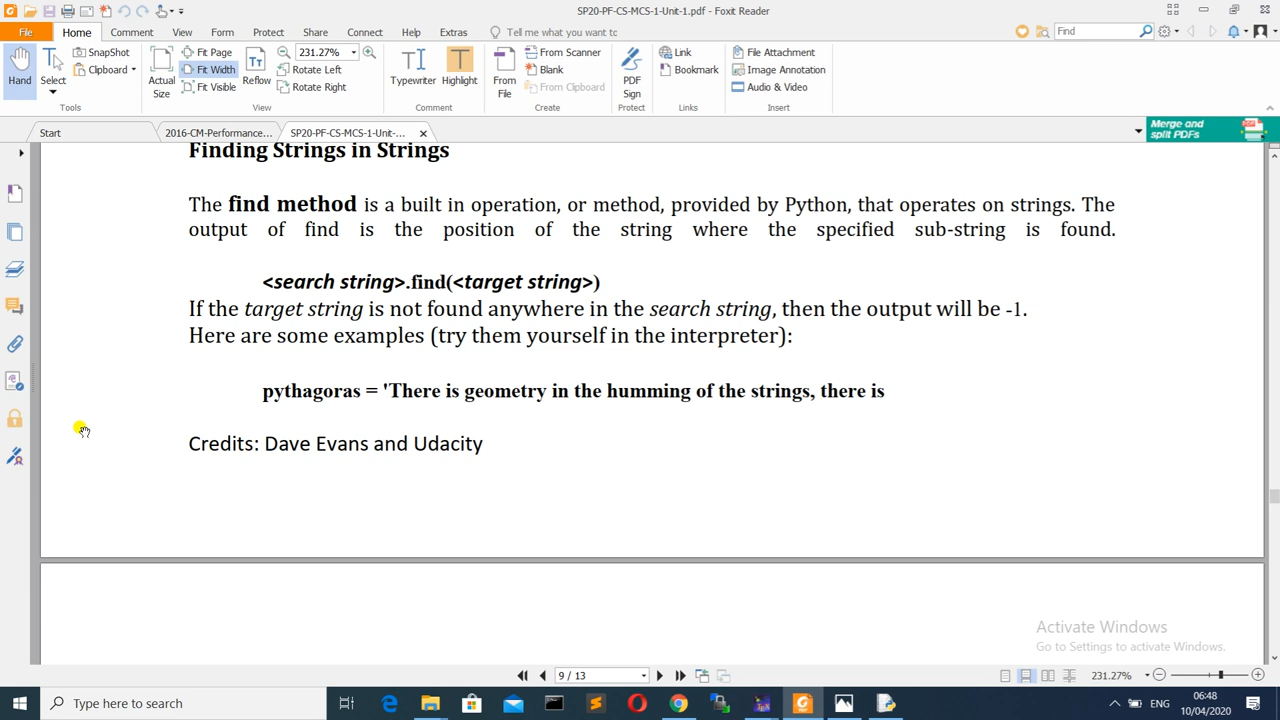 SP20-PF-CS-MCS-1-Unit-1.pdf - Foxit Reader
File Home Comment View Form Protect Share Connect Help Extras Tell me what you want tc Find
Hand
Select
SnapShot
Clipboard
Tools
Actual Size
Fit Page
Fit Width
Fit Visible
Reflow
231.27%
Rotate Left
Rotate Right
View
Typewriter
Highlight
Comment
From File
From Scanner
Blank
From Clipboard
Create
PDF Sign
Protect
Link
Bookmark
Links
File Attachment
Image Annotation
Audio & Video
Insert
Start 2016-CM-Performance... SP20-PF-CS-MCS-1-Unit-...
Merge and
split PDFs
Finding Strings in Strings
The find method is a built in operation, or method, provided by Python, that operates on strings. The
output of find is the position of the string where the specified sub-string is found.
<search string>.find(<target string>)
If the target string is not found anywhere in the search string, then the output will be -1.
Here are some examples (try them yourself in the interpreter):
pythagoras = 'There is geometry in the humming of the strings, there is
Credits: Dave Evans and Udacity
Activate Windows
Go to Settings to activate Windows.
9 / 13
231.27%
Type here to search
ENG
06:48
10/04/2020